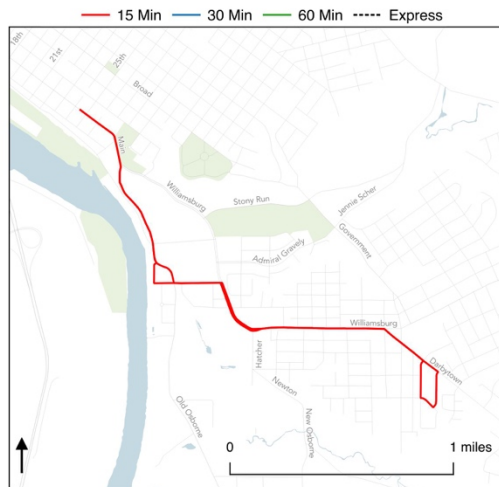 15 Min 30 Min 60 Min Express
18th
21st
25th
Broad
Main
Williamsburg
Stony Run
Jennie Scher
Government
Admiral Gravely
Williamsburg
Hatcher
Darbytown
Newton
Old Osborne
New Osborne
0 1 miles